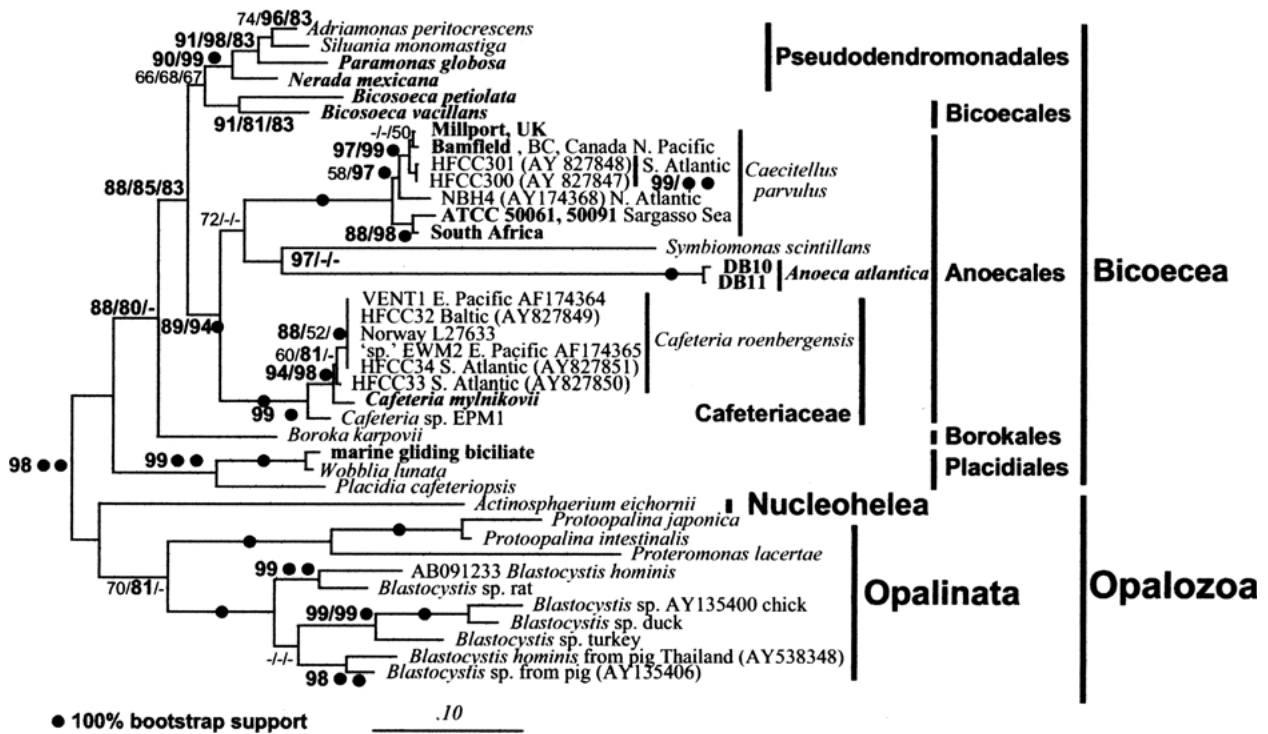 74/96/83
Adriamonas peritocrescens
91/98/83
Siluania monomastiga
Pseudodendromonadales
90/99
Paramonas globosa
66/68/67
Nerada mexicana
Bicosoeca petiolata
Bicosoeca vacillans
Bicoecales
91/81/83
-/-/50
Millport, UK
97/99
Bamfield , BC, Canada N. Pacific
58/97
HFCC301 (AY 827848)
S. Atlantic
HFCC300 (AY 827847)
99/
Caecitellus
parvulus
88/85/83
NBH4 (AY174368) N. Atlantic
72/-/-
ATCC 50061, 50091 Sargasso Sea
88/98
South Africa
Symbiomonas scintillans
97/-/-
DB10
DB11
Anoeca atlantica
Anoecales
Bicoecea
88/80/-
89/94
VENT1 E. Pacific AF174364
HFCC32 Baltic (AY827849)
88/52/
Norway L27633
60/81/-
'sp.' EWM2 E. Pacific AF174365
Cafeteria roenbergensis
94/98
HFCC34 S. Atlantic (AY827851)
HFCC33 S. Atlantic (AY827850)
Cafeteria mylnikovii
99
Cafeteria sp. EPM1
Cafeteriaceae
Boroka karpovii
Borokales
98
99
marine gliding biciliate
Wobblia lunata
Placidiales
Placidia cafeteriopsis
Actinosphaerium eichornii
Nucleohelea
Protoopalina japonica
Protoopalina intestinalis
Proteromonas lacertae
70/81/-
99
AB091233 Blastocystis hominis
Blastocystis sp. rat
Opalinata
Opalozoa
99/99
Blastocystis sp. AY135400 chick
Blastocystis sp. duck
Blastocystis sp. turkey
-/-/-
Blastocystis hominis from pig Thailand (AY538348)
98
Blastocystis sp. from pig (AY135406)
● 100% bootstrap support
.10